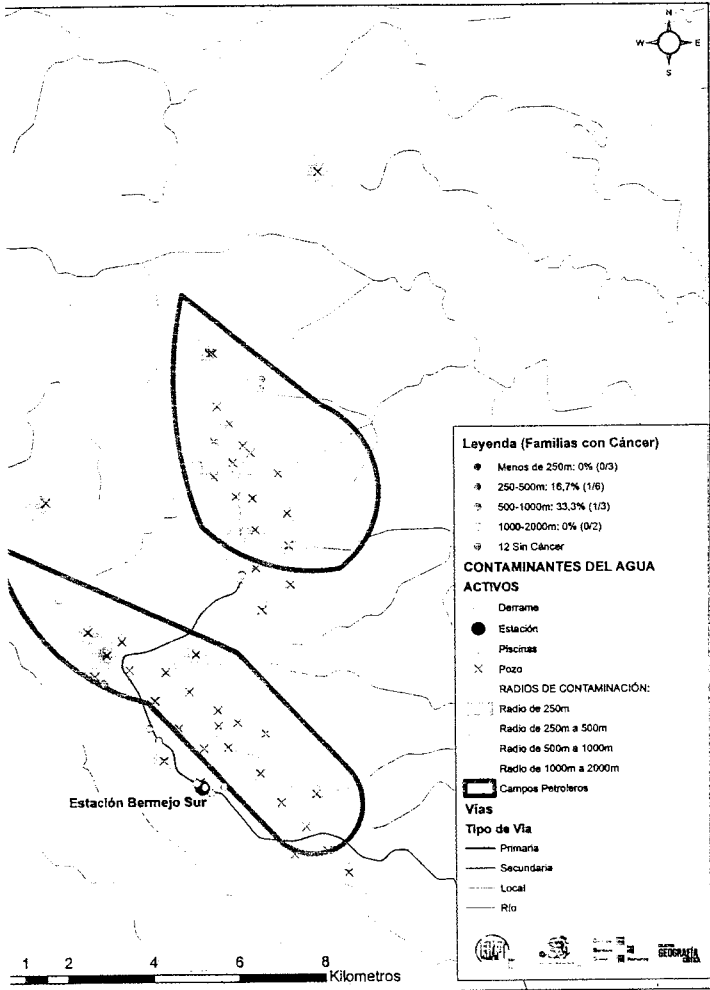 N
W E
S
Leyenda (Familias con Cáncer)
Menos de 250m: 0% (0/3)
250-500m: 16,7% (1/6)
500-1000m: 33,3% (1/3)
1000-2000m: 0% (0/2)
12 Sin Cáncer
CONTAMINANTES DEL AGUA
ACTIVOS
Derrame
Estación
Piscinas
Pozo
RADIOS DE CONTAMINACIÓN:
Radio de 250m
Radio de 250m a 500m
Radio de 500m a 1000m
Radio de 1000m a 2000m
Campos Petroleros
Vías
Tipo de Vía
Primaria
Secundaria
Local
Río
GEOGRAFÍA
CRÍTICA
Estación Bermejo Sur
1 2 4 6 8
Kilometros